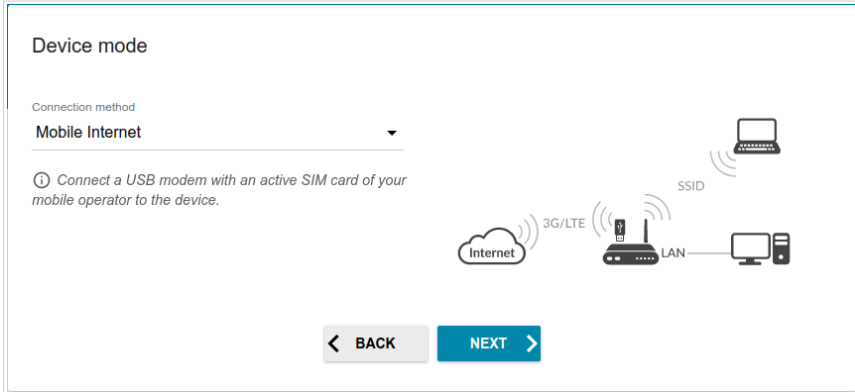 Device mode
Connection method
Mobile Internet
Connect a USB modem with an active SIM card of your
mobile operator to the device.
SSID
3G/LTE
Internet
LAN
BACK
NEXT